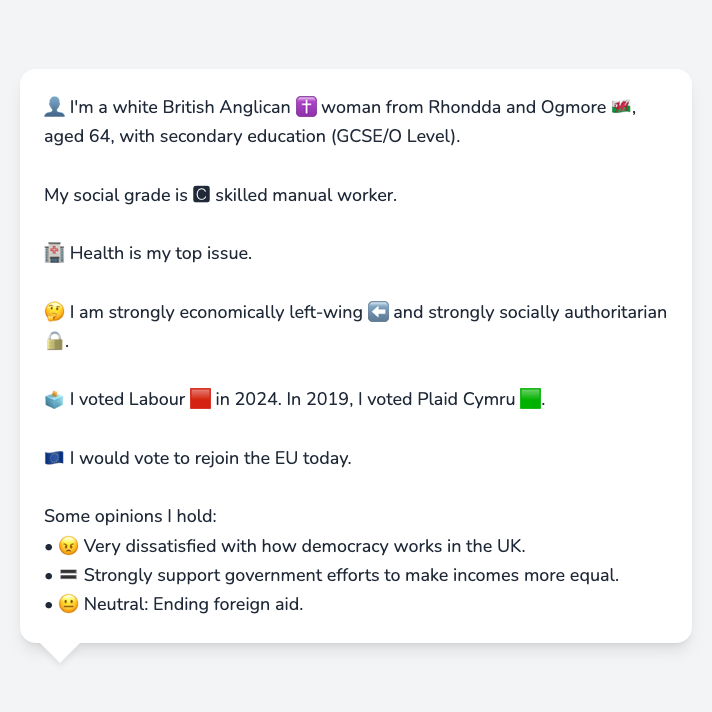 👤 I'm a white British Anglican ✝️ woman from Rhondda and Ogmore 🏴󠁧󠁢󠁷󠁬󠁳󠁿,
aged 64, with secondary education (GCSE/O Level).
My social grade is 🅲 skilled manual worker.
🏥 Health is my top issue.
🤔 I am strongly economically left-wing ⬅️ and strongly socially authoritarian
🔒.
🗳️ I voted Labour 🟥 in 2024. In 2019, I voted Plaid Cymru 🟩.
🇪🇺 I would vote to rejoin the EU today.
Some opinions I hold:
• 😠 Very dissatisfied with how democracy works in the UK.
• 🟰 Strongly support government efforts to make incomes more equal.
• 😐 Neutral: Ending foreign aid.